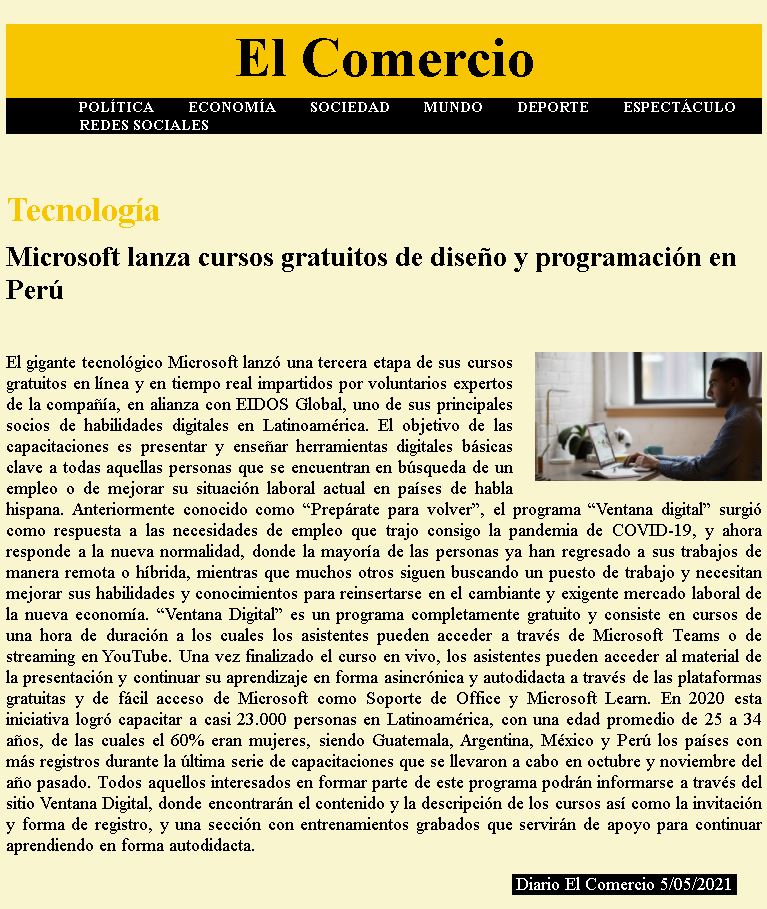 El Comercio
POLÍTICA ECONOMÍA SOCIEDAD MUNDO DEPORTE ESPECTÁCULO
REDES SOCIALES
Tecnología
Microsoft lanza cursos gratuitos de diseño y programación en
Perú
El gigante tecnológico Microsoft lanzó una tercera etapa de sus cursos
gratuitos en línea y en tiempo real impartidos por voluntarios expertos
de la compañía, en alianza con EIDOS Global, uno de sus principales
socios de habilidades digitales en Latinoamérica. El objetivo de las
capacitaciones es presentar y enseñar herramientas digitales básicas
clave a todas aquellas personas que se encuentran en búsqueda de un
empleo o de mejorar su situación laboral actual en países de habla
hispana. Anteriormente conocido como “Prepárate para volver”, el programa “Ventana digital” surgió
como respuesta a las necesidades de empleo que trajo consigo la pandemia de COVID-19, y ahora
responde a la nueva normalidad, donde la mayoría de las personas ya han regresado a sus trabajos de
manera remota o híbrida, mientras que muchos otros siguen buscando un puesto de trabajo y necesitan
mejorar sus habilidades y conocimientos para reinsertarse en el cambiante y exigente mercado laboral de
la nueva economía. “Ventana Digital” es un programa completamente gratuito y consiste en cursos de
una hora de duración a los cuales los asistentes pueden acceder a través de Microsoft Teams o de
streaming en YouTube. Una vez finalizado el curso en vivo, los asistentes pueden acceder al material de
la presentación y continuar su aprendizaje en forma asincrónica y autodidacta a través de las plataformas
gratuitas y de fácil acceso de Microsoft como Soporte de Office y Microsoft Learn. En 2020 esta
iniciativa logró capacitar a casi 23.000 personas en Latinoamérica, con una edad promedio de 25 a 34
años, de las cuales el 60% eran mujeres, siendo Guatemala, Argentina, México y Perú los países con
más registros durante la última serie de capacitaciones que se llevaron a cabo en octubre y noviembre del
año pasado. Todos aquellos interesados en formar parte de este programa podrán informarse a través del
sitio Ventana Digital, donde encontrarán el contenido y la descripción de los cursos así como la invitación
y forma de registro, y una sección con entrenamientos grabados que servirán de apoyo para continuar
aprendiendo en forma autodidacta.
Diario El Comercio 5/05/2021